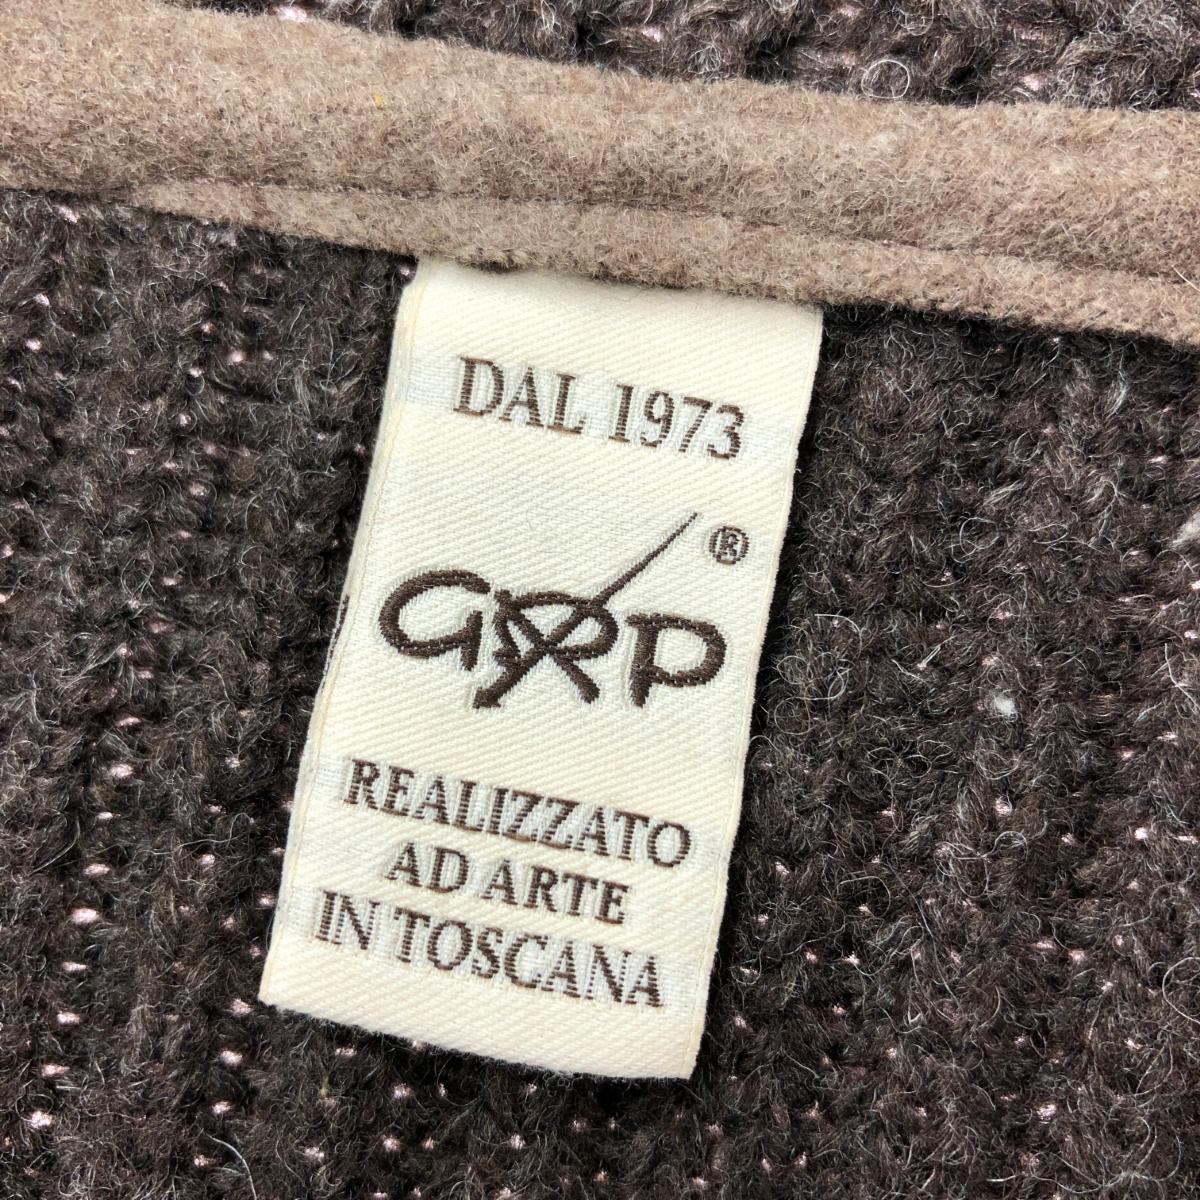 DAL 1973
GRP®
REALIZZATO
AD ARTE
IN TOSCANA